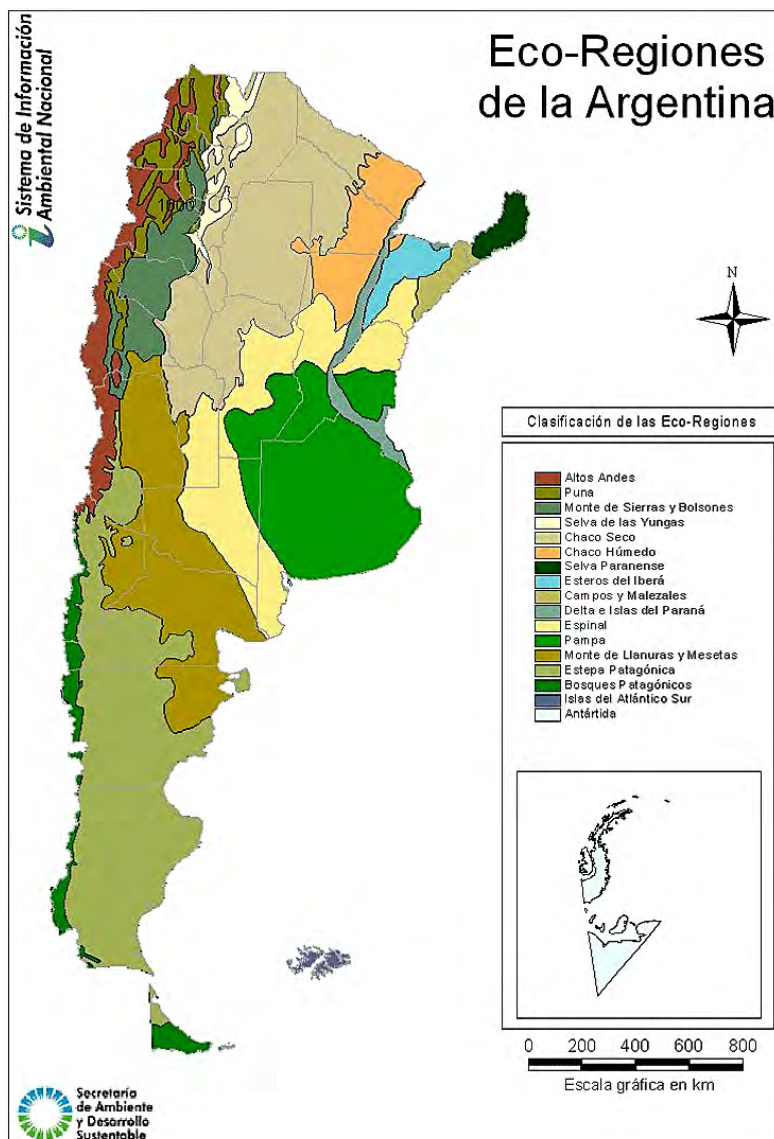 Sistema de Información
Ambiental Nacional
Eco-Regiones
de la Argentina
N
Clasificación de las Eco-Regiones
Altos Andes
Puna
Monte de Sierras y Bolsones
Selva de las Yungas
Chaco Seco
Chaco Húmedo
Selva Paranense
Esteros del Iberá
Campos y Malezales
Delta e Islas del Paraná
Espinal
Pampa
Monte de Llanuras y Mesetas
Estepa Patagónica
Bosques Patagónicos
Islas del Atlántico Sur
Antártida
0 200 400 600 800
Escala gráfica en km
Secretaría
de Ambiente
y Desarrollo
Sustentable